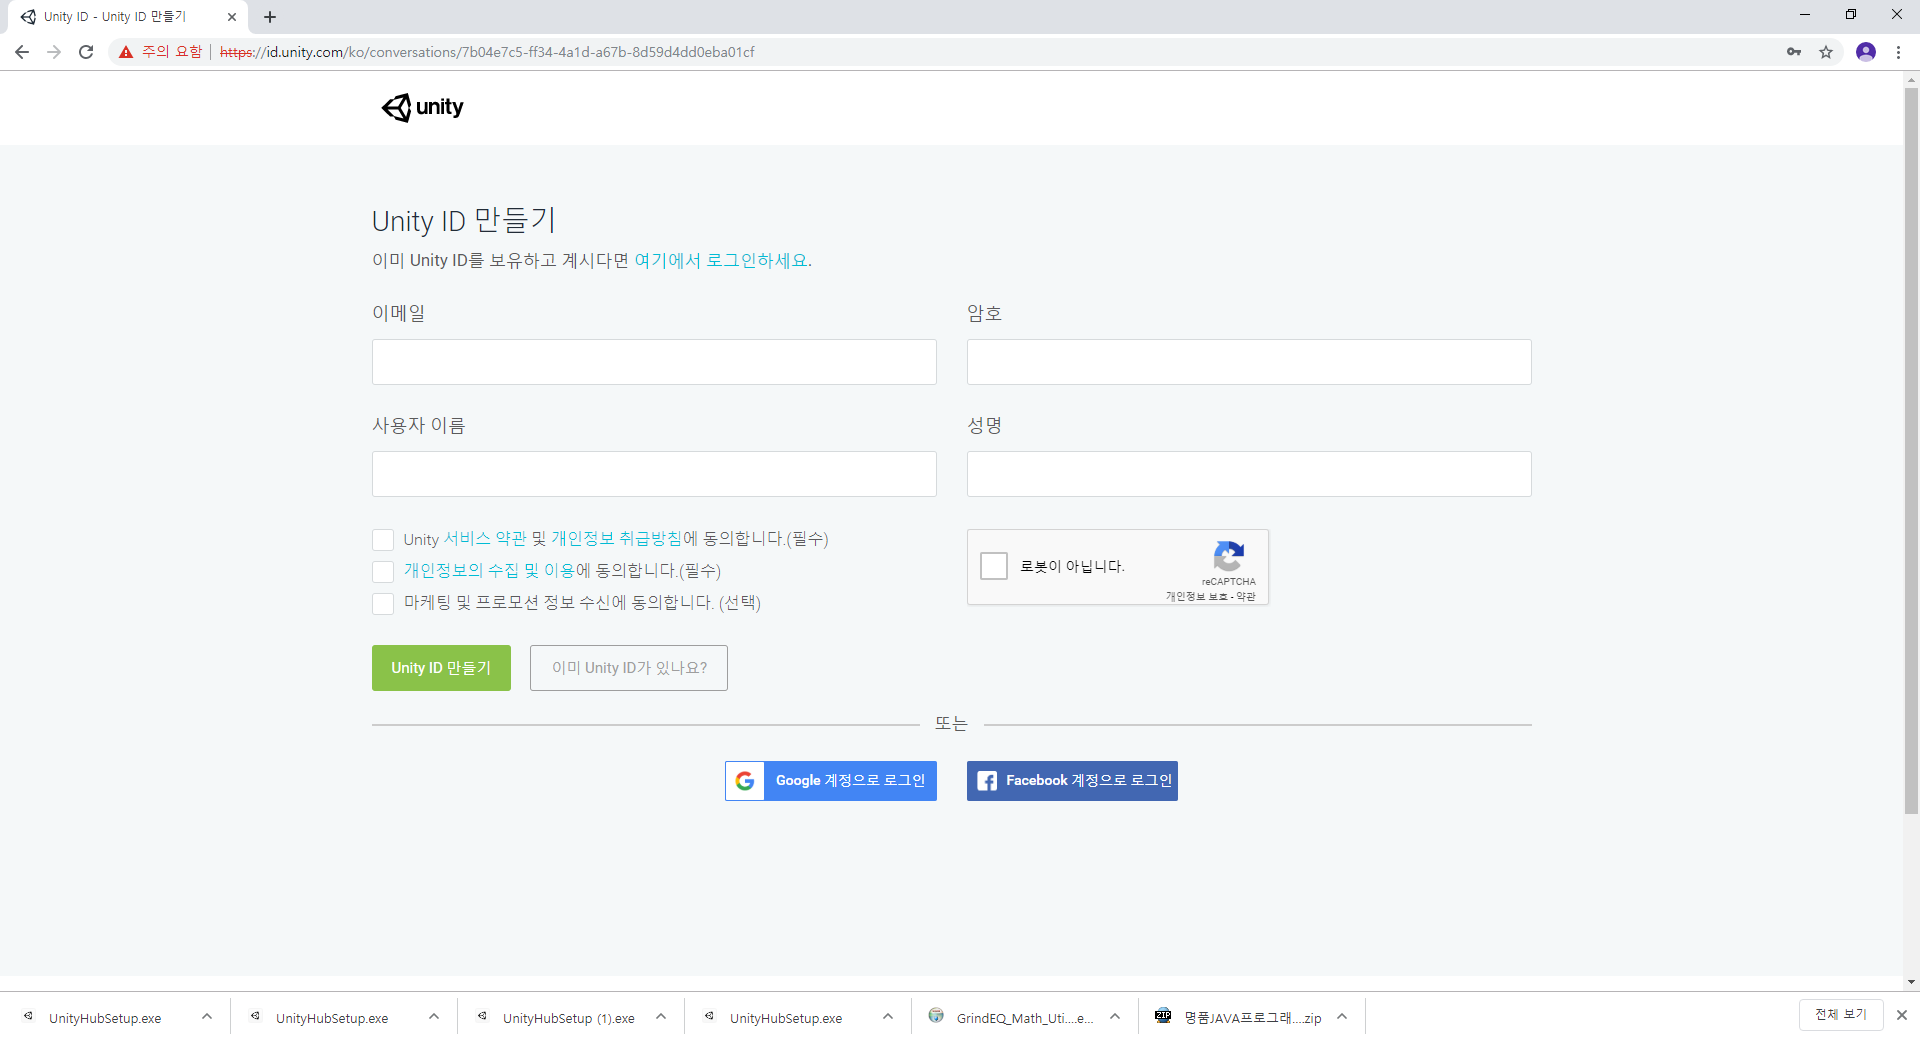 Unity ID - Unity ID 만들기
주의 요함 https://id.unity.com/ko/conversations/7b04e7c5-ff34-4a1d-a67b-8d59d4dd0eba01cf
unity
Unity ID 만들기
이미 Unity ID를 보유하고 계시다면 여기에서 로그인하세요.
이메일
암호
사용자 이름
성명
Unity 서비스 약관 및 개인정보 취급방침에 동의합니다.(필수)
개인정보의 수집 및 이용에 동의합니다.(필수)
마케팅 및 프로모션 정보 수신에 동의합니다. (선택)
로봇이 아닙니다.
reCAPTCHA
개인정보 보호 - 약관
Unity ID 만들기
이미 Unity ID가 있나요?
또는
Google 계정으로 로그인
Facebook 계정으로 로그인
UnityHubSetup.exe
UnityHubSetup.exe
UnityHubSetup (1).exe
UnityHubSetup.exe
GrindEQ_Math_Uti....e...
ZIP
명품JAVA프로그래....zip
전체 보기